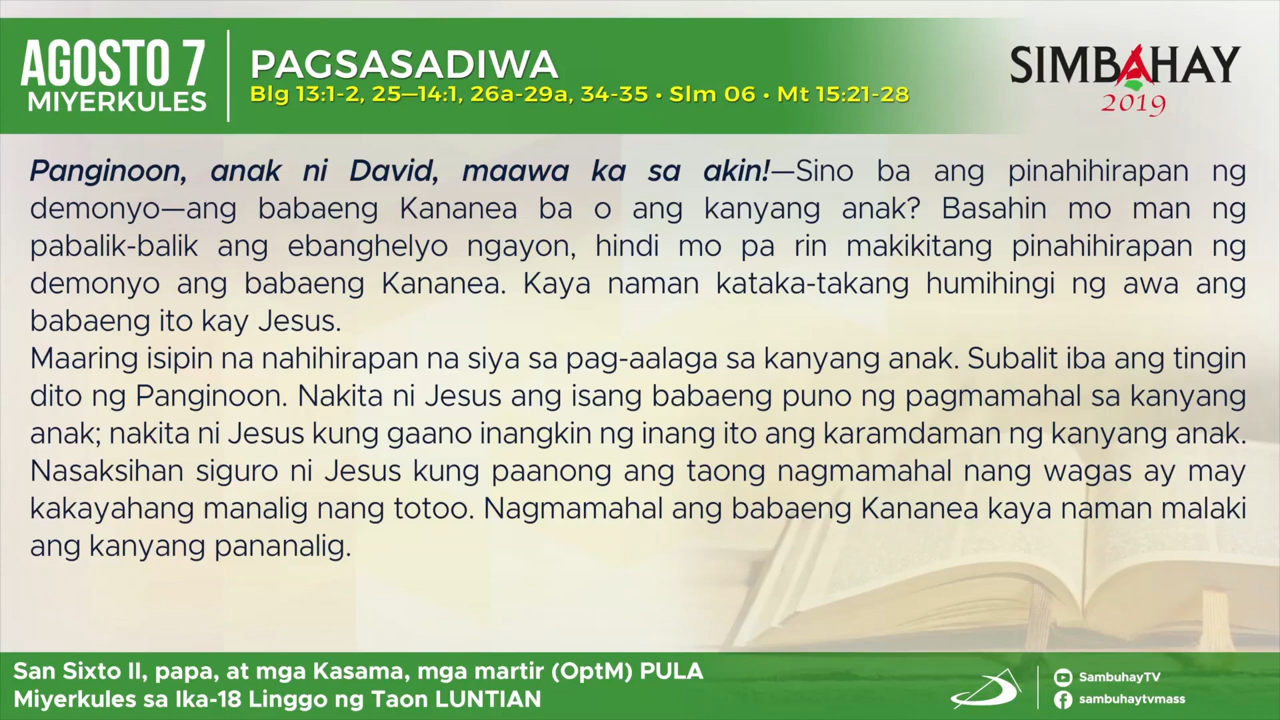 AGOSTO 7
MIYERKULES
PAGSASADIWA
Blg 13:1-2, 25—14:1, 26a-29a, 34-35 • Slm 06 • Mt 15:21-28
SIMBAHAY
2019
Panginoon, anak ni David, maawa ka sa akin!—Sino ba ang pinahihirapan ng
demonyo—ang babaeng Kananea ba o ang kanyang anak? Basahin mo man ng
pabalik-balik ang ebanghelyo ngayon, hindi mo pa rin makikitang pinahihirapan ng
demonyo ang babaeng Kananea. Kaya naman kataka-takang humihingi ng awa ang
babaeng ito kay Jesus.
Maaring isipin na nahihirapan na siya sa pag-aalaga sa kanyang anak. Subalit iba ang tingin
dito ng Panginoon. Nakita ni Jesus ang isang babaeng puno ng pagmamahal sa kanyang
anak; nakita ni Jesus kung gaano inangkin ng inang ito ang karamdaman ng kanyang anak.
Nasaksihan siguro ni Jesus kung paanong ang taong nagmamahal nang wagas ay may
kakayahang manalig nang totoo. Nagmamahal ang babaeng Kananea kaya naman malaki
ang kanyang pananalig.
San Sixto II, papa, at mga Kasama, mga martir (OptM) PULA
Miyerkules sa Ika-18 Linggo ng Taon LUNTIAN
SambuhayTV
sambuhaytvmass